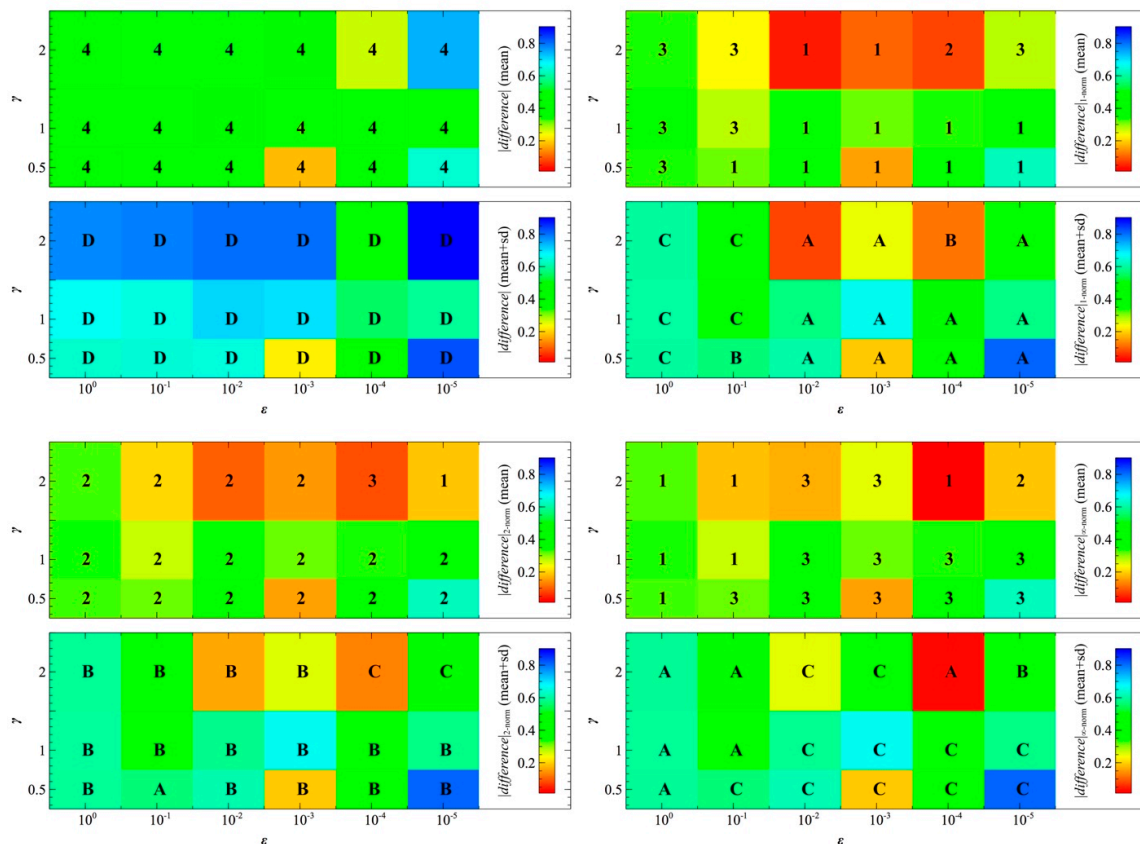 2 4 4 4 4 4 4
γ 1 4 4 4 4 4 4
0.5 4 4 4 4 4 4
0.8 0.6 0.4 0.2
|difference| (mean)
2 3 3 1 1 2 3
γ 1 3 3 1 1 1 1
0.5 3 1 1 1 1 1
0.8 0.6 0.4 0.2
|difference|1-norm (mean)
2 D D D D D D
γ 1 D D D D D D
0.5 D D D D D D
10^0 10^-1 10^-2 10^-3 10^-4 10^-5
ε
0.8 0.6 0.4 0.2
|difference| (mean+sd)
2 C C A A B A
γ 1 C C A A A A
0.5 C B A A A A
10^0 10^-1 10^-2 10^-3 10^-4 10^-5
ε
0.8 0.6 0.4 0.2
|difference|1-norm (mean+sd)
2 2 2 2 2 3 1
γ 1 2 2 2 2 2 2
0.5 2 2 2 2 2 2
0.8 0.6 0.4 0.2
|difference|2-norm (mean)
2 1 1 3 3 1 2
γ 1 1 1 3 3 3 3
0.5 1 3 3 3 3 3
0.8 0.6 0.4 0.2
|difference|∞-norm (mean)
2 B B B B C C
γ 1 B B B B B B
0.5 B A B B B B
10^0 10^-1 10^-2 10^-3 10^-4 10^-5
ε
0.8 0.6 0.4 0.2
|difference|2-norm (mean+sd)
2 A A C C A B
γ 1 A A C C C C
0.5 A C C C C C
10^0 10^-1 10^-2 10^-3 10^-4 10^-5
ε
0.8 0.6 0.4 0.2
|difference|∞-norm (mean+sd)